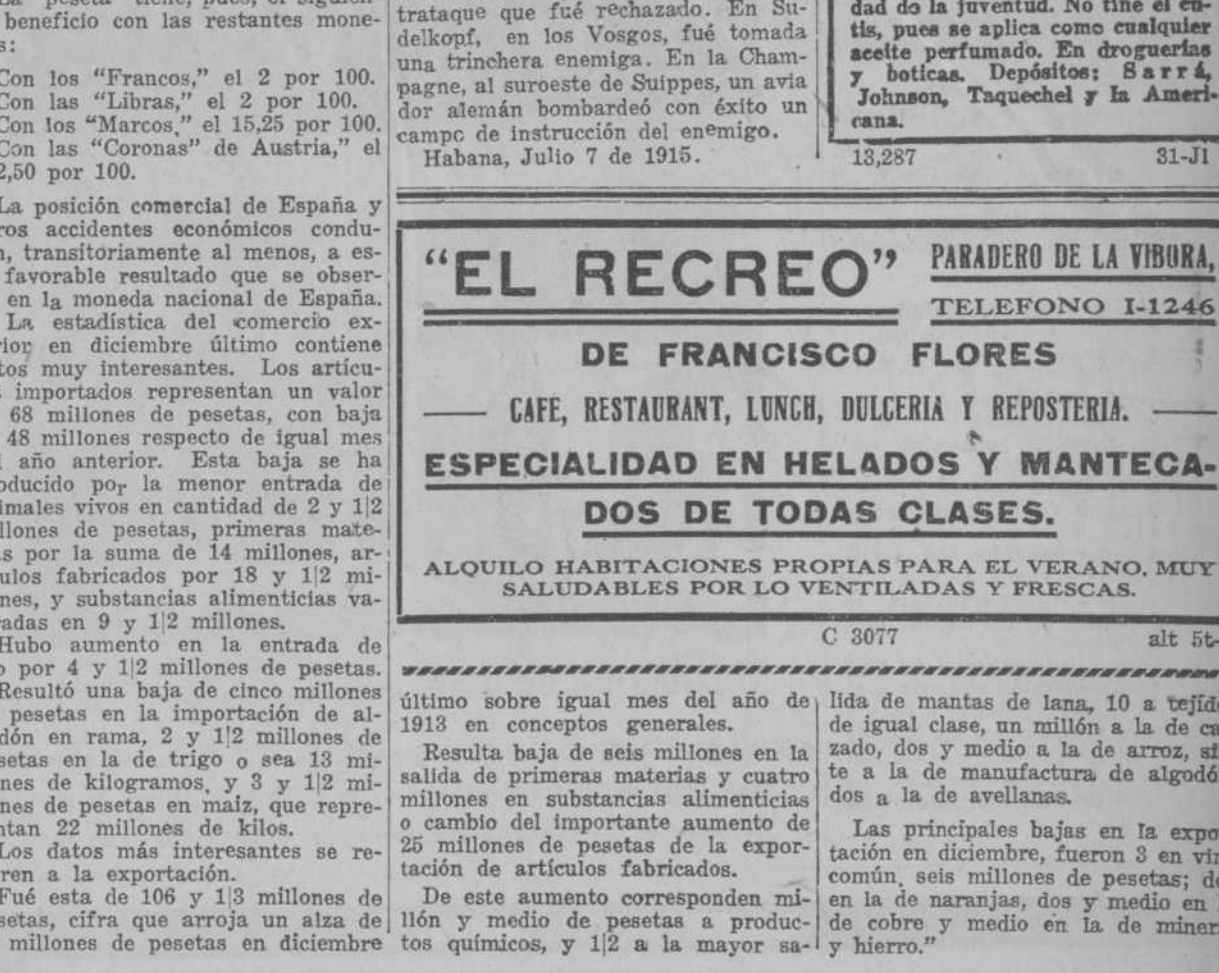 beneficio con las restantes mone-
s:
Con los "Francos," el 2 por 100.
Con las "Libras," el 2 por 100.
Con los "Marcos," el 15,25 por 100.
Con las "Coronas" de Austria," el
2,50 por 100.
La posición comercial de España y
ros accidentes económicos condu-
n, transitoriamente al menos, a es-
favorable resultado que se obser-
en la moneda nacional de España.
La estadística del comercio ex-
rior en diciembre último contiene
tos muy interesantes. Los artícu-
s importados representan un valor
68 millones de pesetas, con baja
48 millones respecto de igual mes
l año anterior. Esta baja se ha
oducido por la menor entrada de
imales vivos en cantidad de 2 y 1|2
llones de pesetas, primeras mate-
as por la suma de 14 millones, ar-
ulos fabricados por 18 y 1|2 mi-
nes, y substancias alimenticias va-
radas en 9 y 1|2 millones.
Hubo aumento en la entrada de
o por 4 y 1|2 millones de pesetas.
Resultó una baja de cinco millones
pesetas en la importación de al-
dón en rama, 2 y 1|2 millones de
setas en la de trigo o sea 13 mi-
nes de kilogramos, y 3 y 1|2 mi-
nes de pesetas en maiz, que repre-
ntan 22 millones de kilos.
Los datos más interesantes se re-
ren a la exportación.
Fué esta de 106 y 1|3 millones de
setas, cifra que arroja un alza de
millones de pesetas en diciembre
trataque que fué rechazado. En Su-
delkopf, en los Vosgos, fué tomada
una trinchera enemiga. En la Cham-
pagne, al suroeste de Suippes, un avia
dor alemán bombardeó con éxito un
campo de instrucción del enemigo.
Habana, Julio 7 de 1915.
dad do la juventud. No tiñe el cu-
tis, pues se aplica como cualquier
aceite perfumado. En droguerías
y boticas. Depósitos: Sarrá,
Johnson, Taquechel y la Ameri-
cana.
13,287 31-Jl
"EL RECREO"
PARADERO DE LA VIBORA,
TELEFONO I-1246
DE FRANCISCO FLORES
CAFE, RESTAURANT, LUNCH, DULCERIA Y REPOSTERIA.
ESPECIALIDAD EN HELADOS Y MANTECA-
DOS DE TODAS CLASES.
ALQUILO HABITACIONES PROPIAS PARA EL VERANO, MUY
SALUDABLES POR LO VENTILADAS Y FRESCAS.
C 3077 alt 5t-
último sobre igual mes del año de
1913 en conceptos generales.
Resulta baja de seis millones en la
salida de primeras materias y cuatro
millones en substancias alimenticias
o cambio del importante aumento de
25 millones de pesetas de la expor-
tación de artículos fabricados.
De este aumento corresponden mi-
llón y medio de pesetas a produc-
tos químicos, y 1|2 a la mayor sa-
lida de mantas de lana, 10 a tejid
de igual clase, un millón a la de ca
zado, dos y medio a la de arroz, si
te a la de manufactura de algodó
dos a la de avellanas.
Las principales bajas en la expo
tación en diciembre, fueron 3 en vi
común, seis millones de pesetas; d
en la de naranjas, dos y medio en
de cobre y medio en la de miner
y hierro."